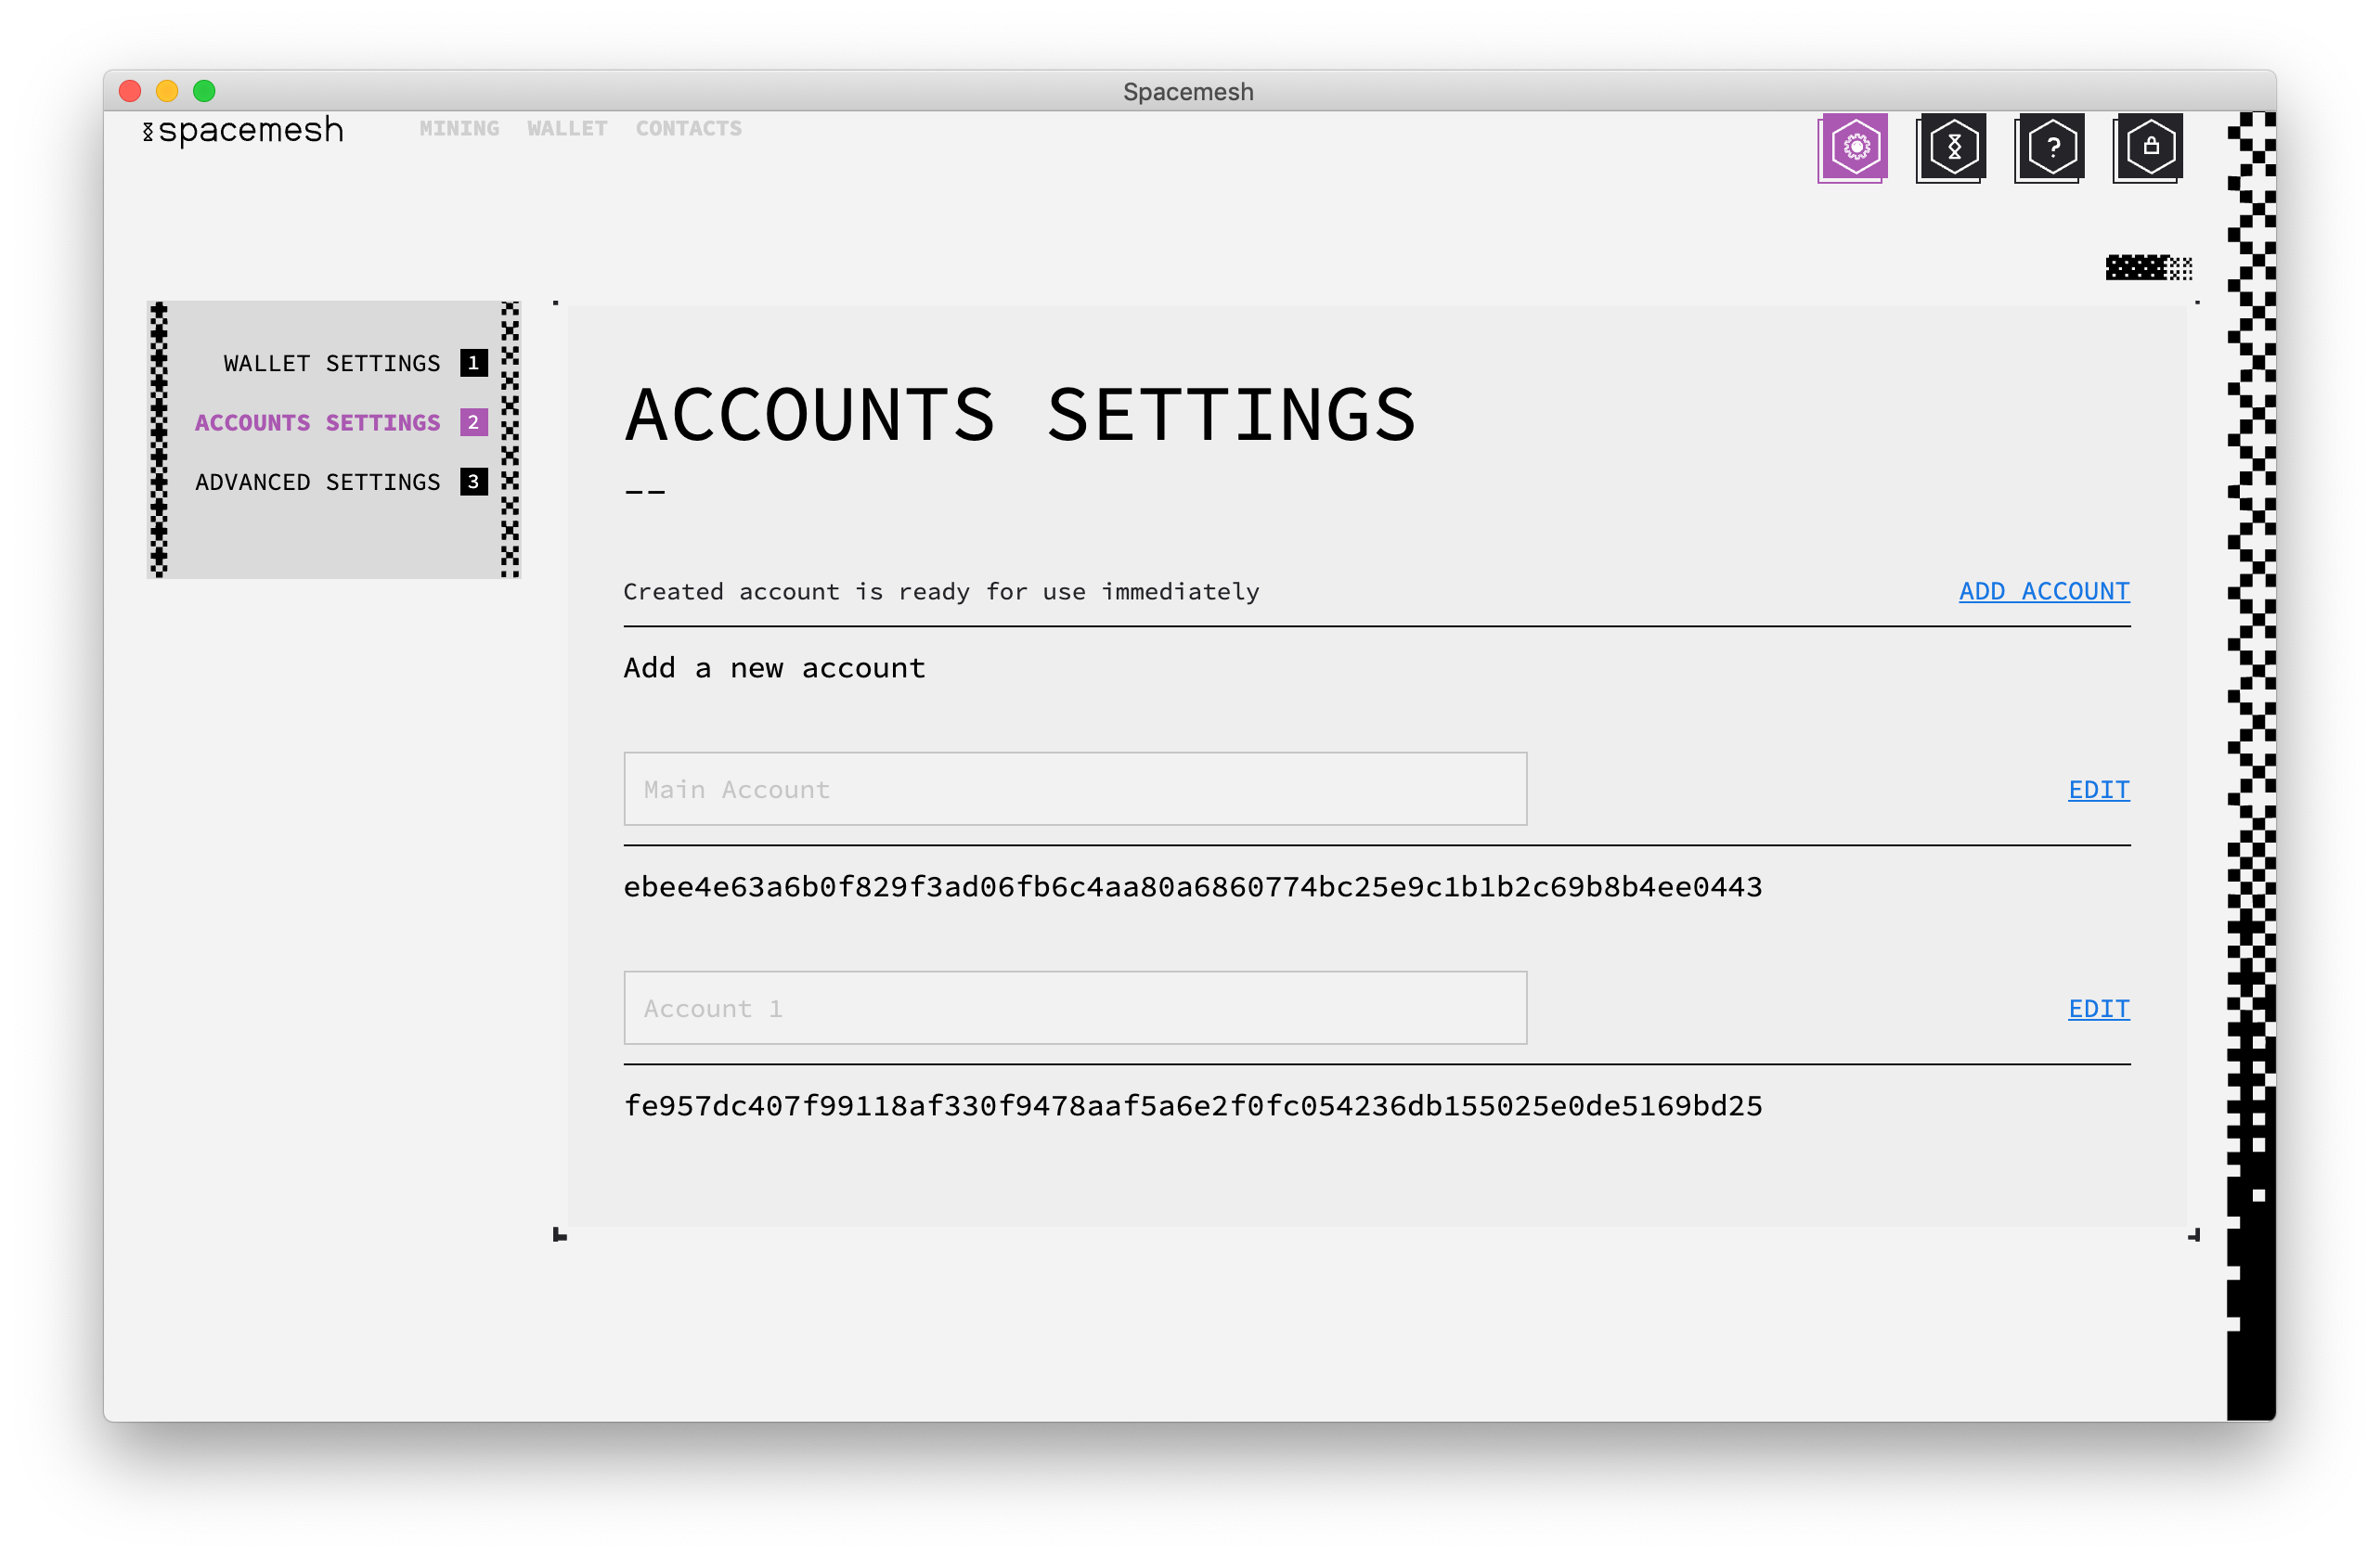 Spacemesh
spacemesh MINING WALLET CONTACTS
?
WALLET SETTINGS 1
ACCOUNTS SETTINGS 2
ADVANCED SETTINGS 3
ACCOUNTS SETTINGS
--
Created account is ready for use immediately ADD ACCOUNT
Add a new account
Main Account EDIT
ebee4e63a6b0f829f3ad06fb6c4aa80a6860774bc25e9c1b1b2c69b8b4ee0443
Account 1 EDIT
fe957dc407f99118af330f9478aaf5a6e2f0fc054236db155025e0de5169bd25